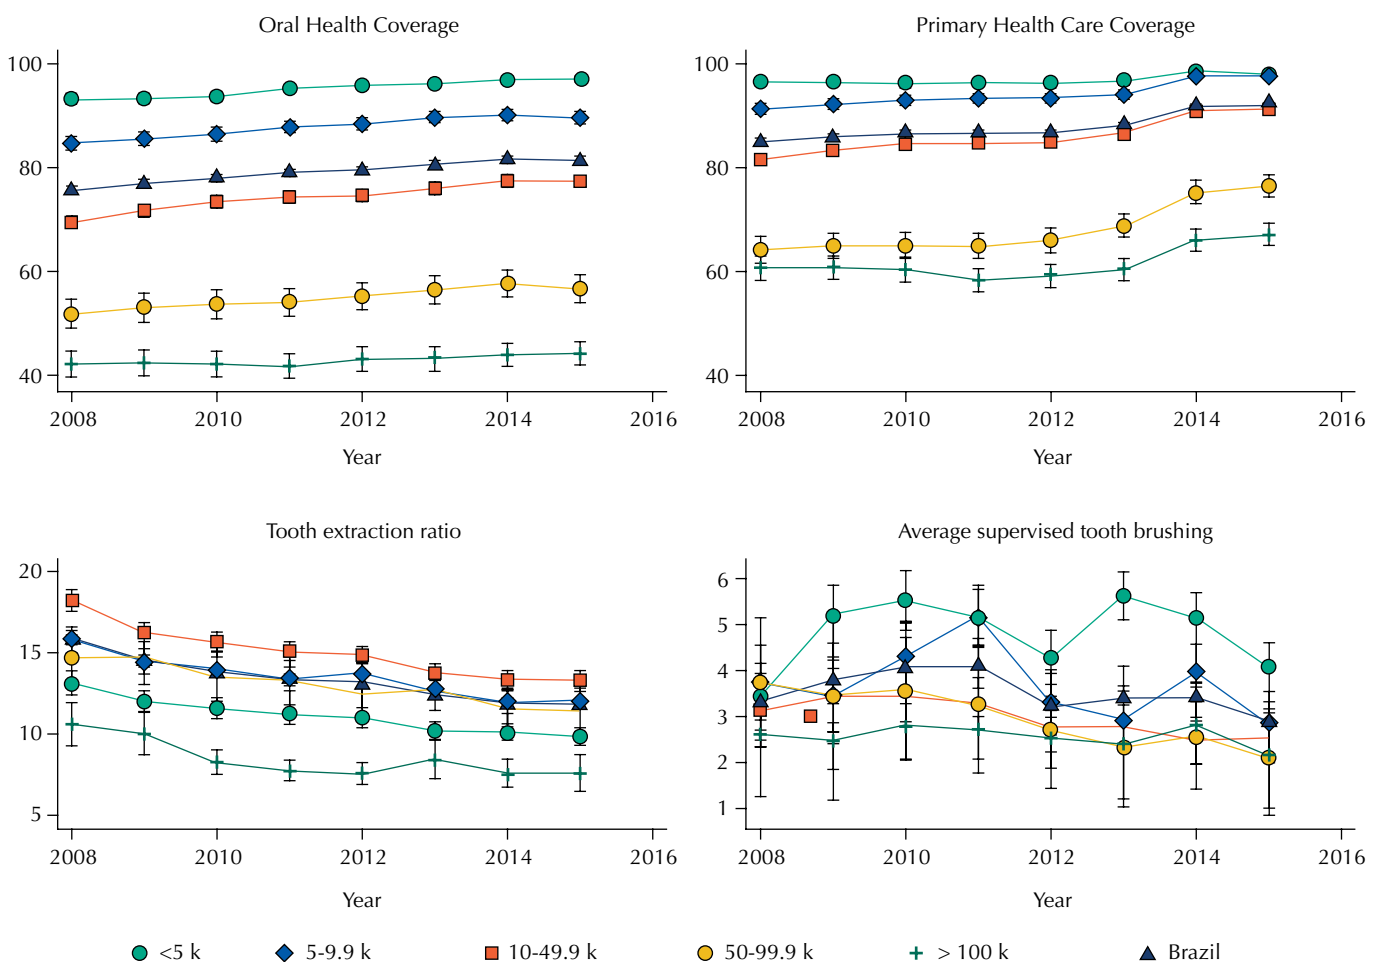 Oral Health Coverage
100
80
60
40
2008 2010 2012 2014 2016
Year
Primary Health Care Coverage
100
80
60
40
2008 2010 2012 2014 2016
Year
Tooth extraction ratio
20
15
10
5
2008 2010 2012 2014 2016
Year
Average supervised tooth brushing
6
5
4
3
2
1
2008 2010 2012 2014 2016
Year
<5 k 5-9.9 k 10-49.9 k 50-99.9 k > 100 k Brazil